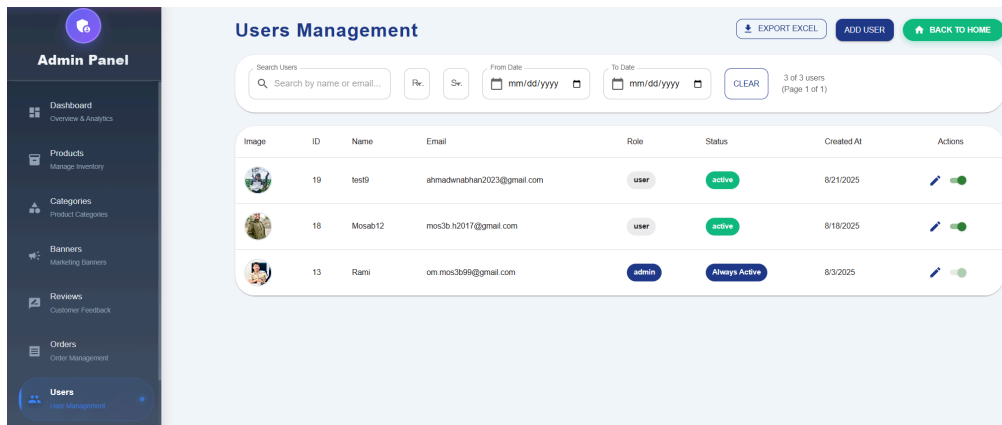 Admin Panel
Dashboard
Overview & Analytics
Products
Manage Inventory
Categories
Product Categories
Banners
Marketing Banners
Reviews
Customer Feedback
Orders
Order Management
Users
User Management
Users Management
EXPORT EXCEL
ADD USER
BACK TO HOME
Search Users
Search by name or email...
From Date
mm/dd/yyyy
To Date
mm/dd/yyyy
CLEAR
3 of 3 users
(Page 1 of 1)
Image ID Name Email Role Status Created At Actions
19 test9 ahmadwnabhan2023@gmail.com user active 8/21/2025
18 Mosab12 mos3b.h2017@gmail.com user active 8/18/2025
13 Rami om.mos3b99@gmail.com admin Always Active 8/3/2025